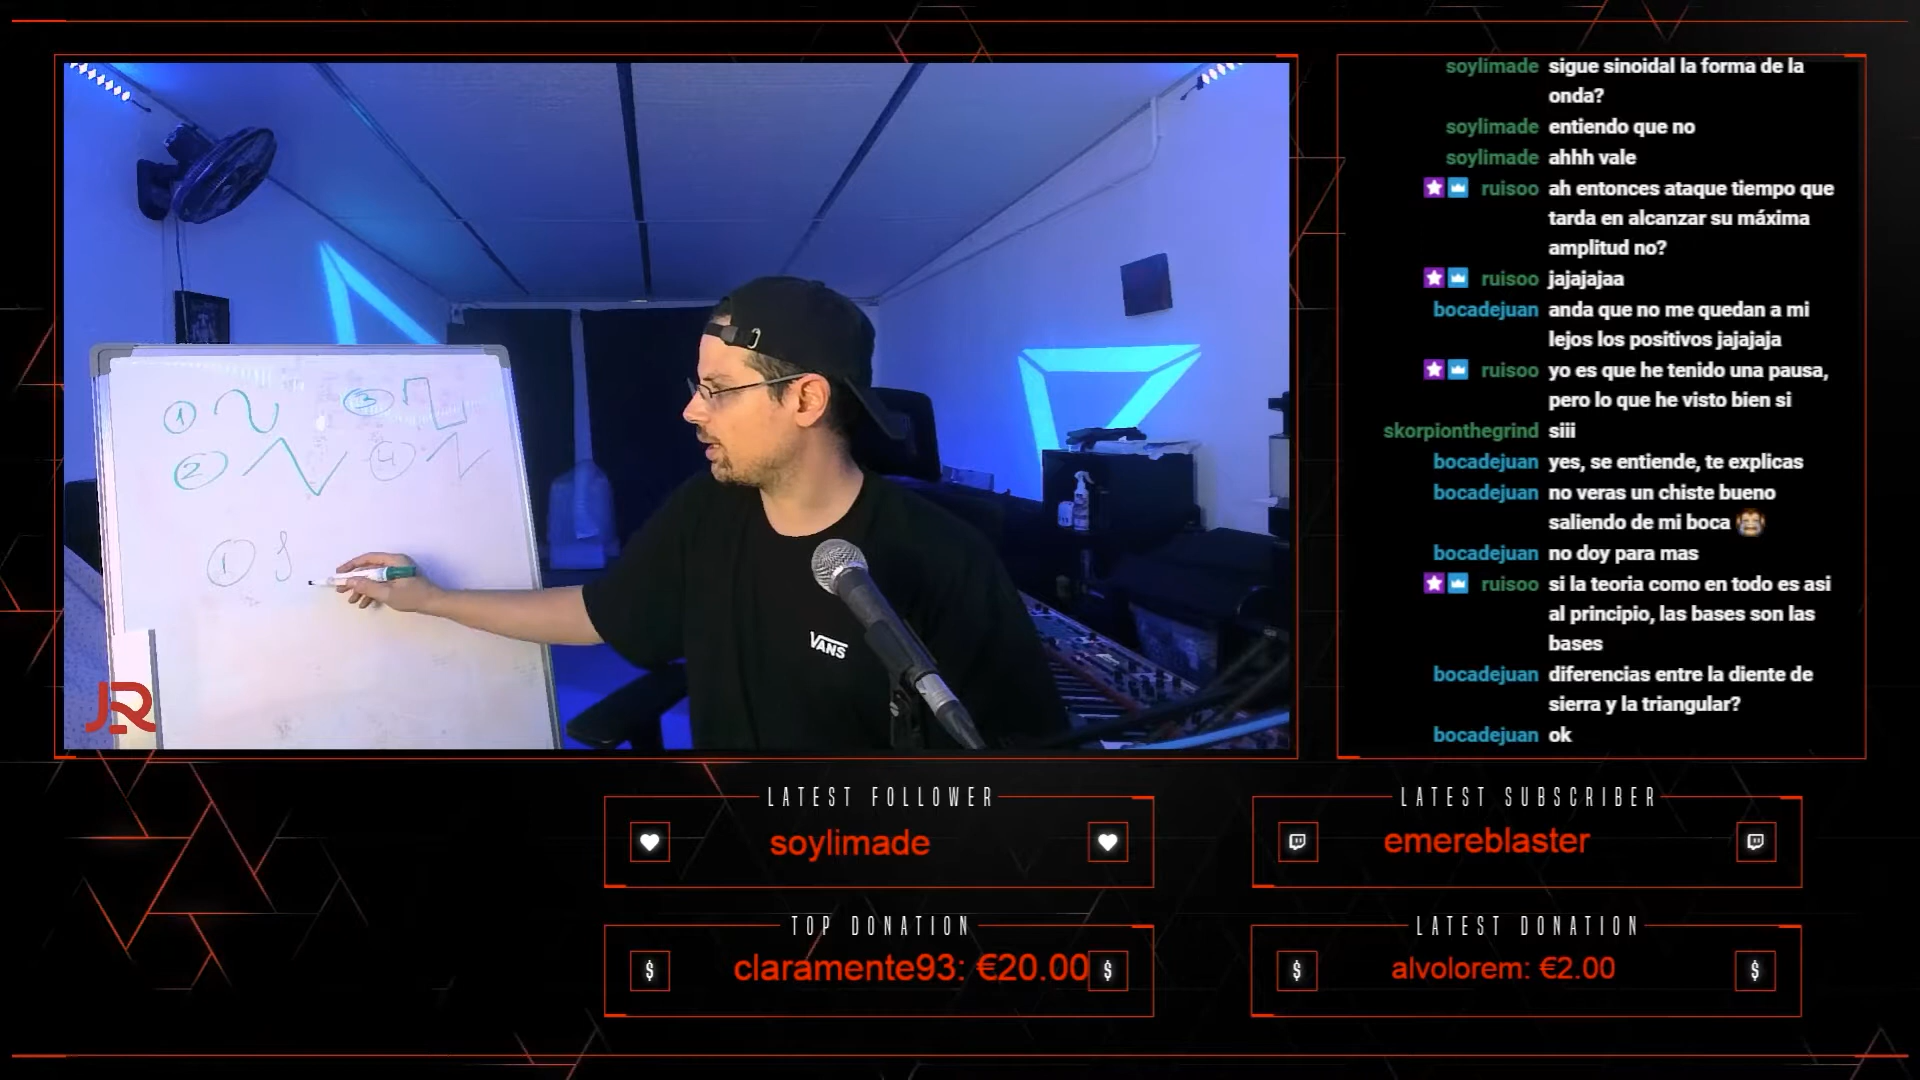 ① ③
② ④
①
VANS
JR
soylimade sigue sinoidal la forma de la
onda?
soylimade entiendo que no
soylimade ahhh vale
ruisoo ah entonces ataque tiempo que
tarda en alcanzar su máxima
amplitud no?
ruisoo jajajajaa
bocadejuan anda que no me quedan a mi
lejos los positivos jajajaja
ruisoo yo es que he tenido una pausa,
pero lo que he visto bien si
skorpionthegrind siii
bocadejuan yes, se entiende, te explicas
bocadejuan no veras un chiste bueno
saliendo de mi boca
bocadejuan no doy para mas
ruisoo si la teoria como en todo es asi
al principio, las bases son las
bases
bocadejuan diferencias entre la diente de
sierra y la triangular?
bocadejuan ok
LATEST FOLLOWER
soylimade
LATEST SUBSCRIBER
emereblaster
TOP DONATION
$ claramente93: €20.00 $
LATEST DONATION
$ alvolorem: €2.00 $